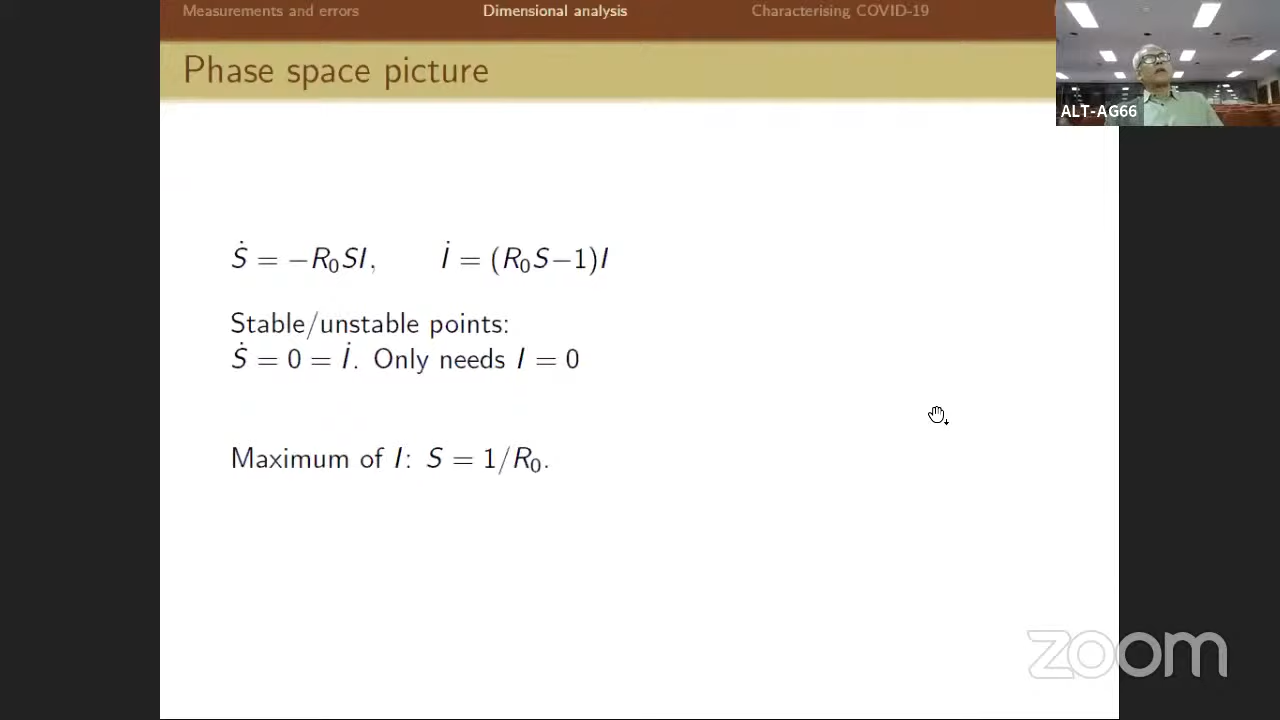 Measurements and errors Dimensional analysis Characterising COVID-19
Phase space picture
ALT-AG66
Ṡ = −R₀SI, İ = (R₀S−1)I
Stable/unstable points:
Ṡ = 0 = İ. Only needs I = 0
Maximum of I: S = 1/R₀.
zoom